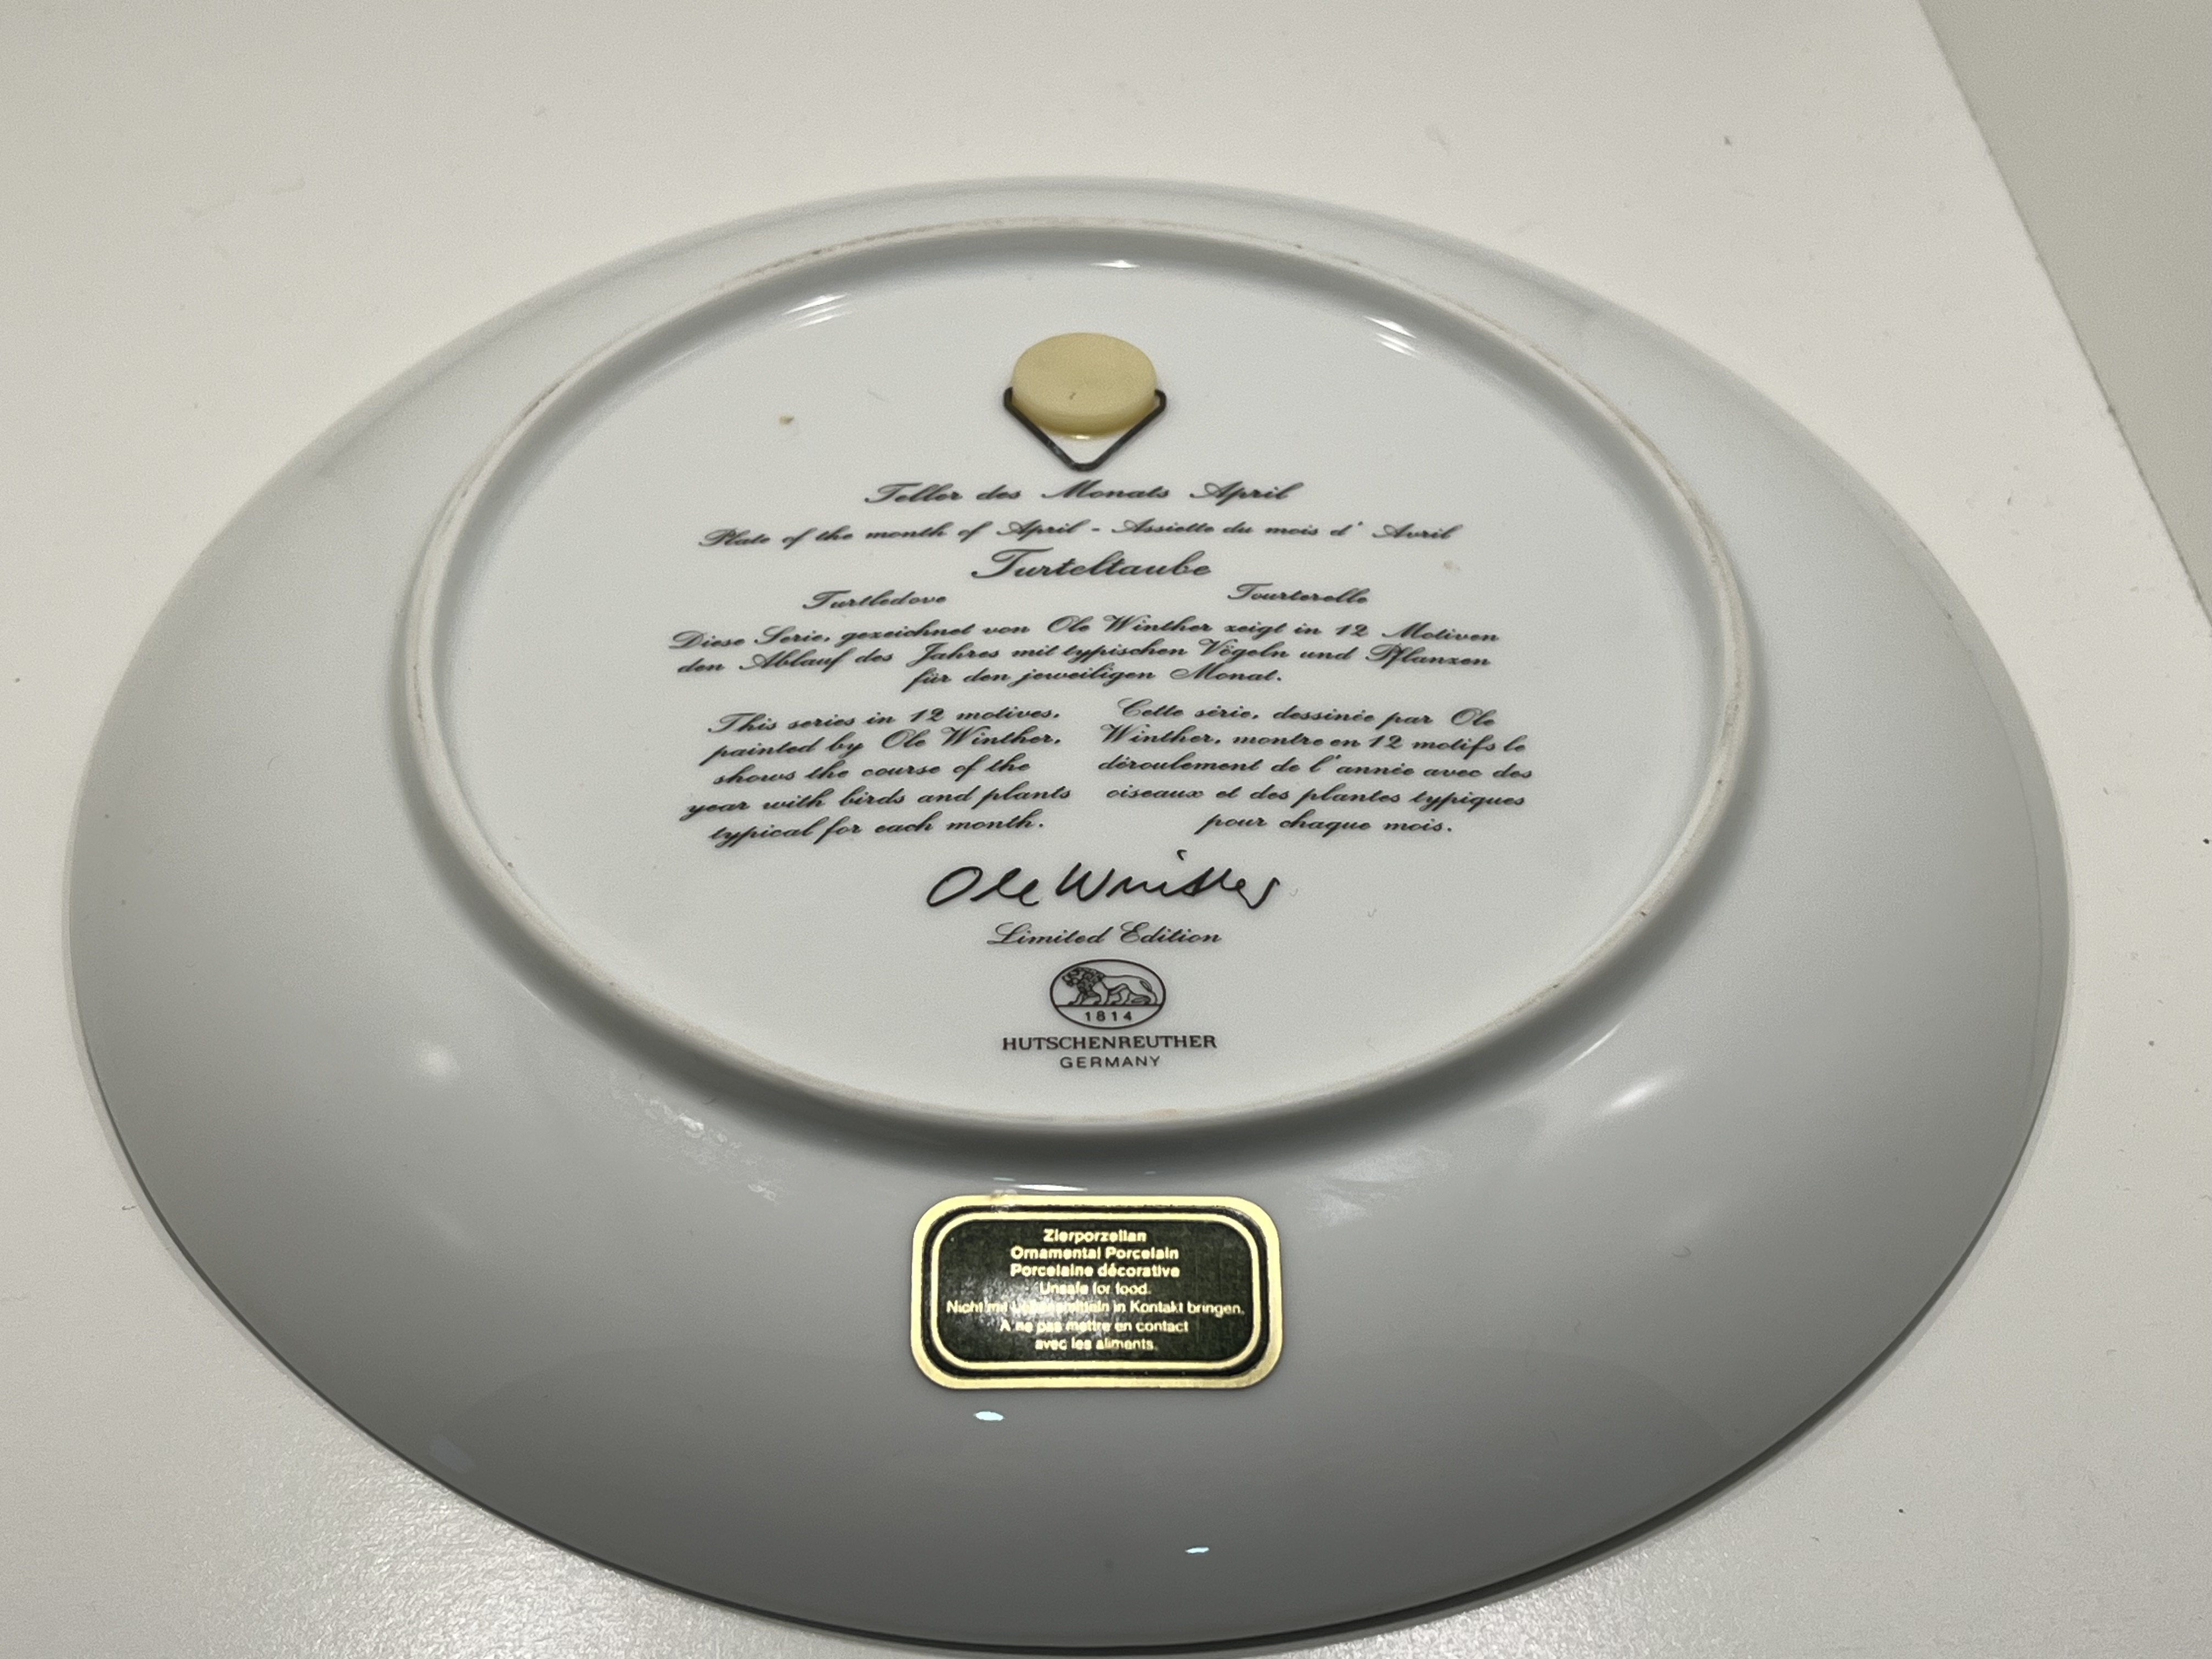 Teller des Monats April
Plate of the month of April - Assiette du mois d' Avril
Turteltaube
Turtledove Tourterelle
Diese Serie, gezeichnet von Ole Winther zeigt in 12 Motiven
den Ablauf des Jahres mit typischen Vögeln und Pflanzen
für den jeweiligen Monat.
This series in 12 motives,
painted by Ole Winther,
shows the course of the
year with birds and plants
typical for each month.
Cette série, dessinée par Ole
Winther, montre en 12 motifs le
déroulement de l'année avec des
oiseaux et des plantes typiques
pour chaque mois.
Ole Winther
Limited Edition
1814
HUTSCHENREUTHER
GERMANY
Zierporzellan
Ornamental Porcelain
Porcelaine décorative
Unsafe for food.
Nicht mit Lebensmitteln in Kontakt bringen.
A ne pas mettre en contact
avec les aliments.